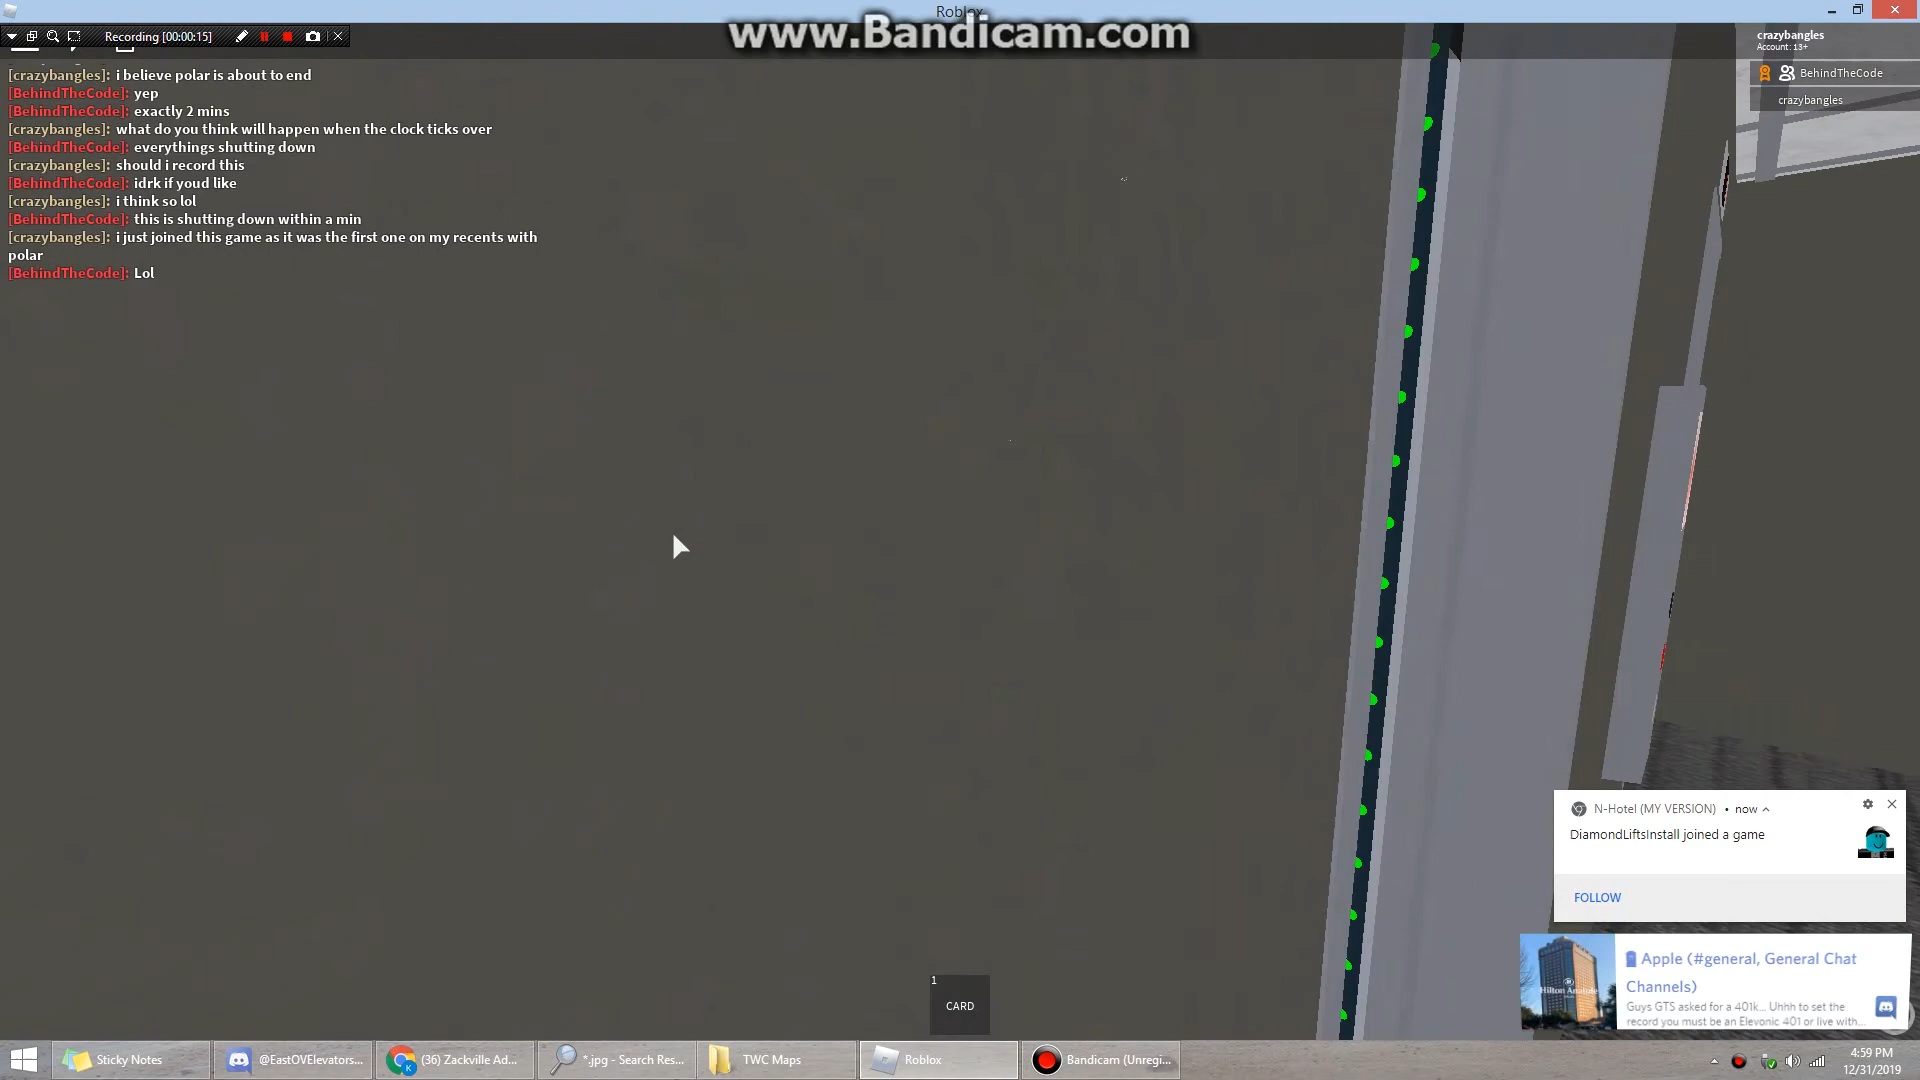 Roblox
www.Bandicam.com
Recording [00:00:15]
crazybangles
Account: 13+
BehindTheCode
crazybangles
[crazybangles]: i believe polar is about to end
[BehindTheCode]: yep
[BehindTheCode]: exactly 2 mins
[crazybangles]: what do you think will happen when the clock ticks over
[BehindTheCode]: everythings shutting down
[crazybangles]: should i record this
[BehindTheCode]: idrk if youd like
[crazybangles]: i think so lol
[BehindTheCode]: this is shutting down within a min
[crazybangles]: i just joined this game as it was the first one on my recents with
polar
[BehindTheCode]: Lol
N-Hotel (MY VERSION) • now
DiamondLiftsInstall joined a game
FOLLOW
Apple (#general, General Chat
Channels)
Guys GTS asked for a 401k... Uhhh to set the
record you must be an Elevonic 401 or live with...
Hilton Anatole
1
CARD
Sticky Notes
@EastOVElevators...
(36) Zackville Ad...
*.jpg - Search Res...
TWC Maps
Roblox
Bandicam (Unregi...
4:59 PM
12/31/2019